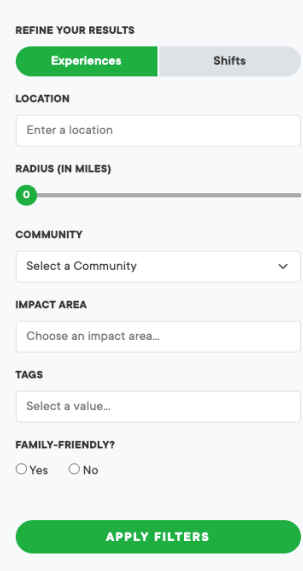 REFINE YOUR RESULTS
Experiences Shifts
LOCATION
Enter a location
RADIUS (IN MILES)
0
COMMUNITY
Select a Community
IMPACT AREA
Choose an impact area...
TAGS
Select a value...
FAMILY-FRIENDLY?
Yes No
APPLY FILTERS